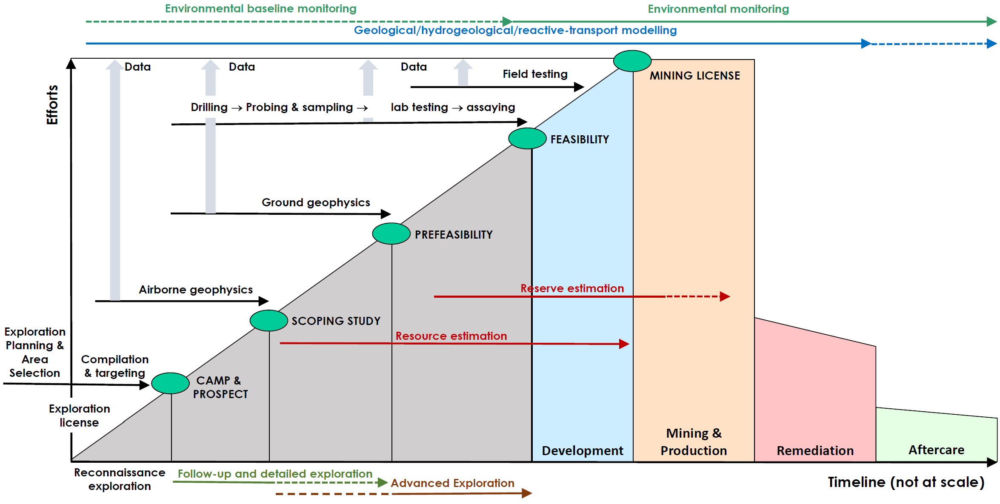 Environmental baseline monitoring
Environmental monitoring
Geological/hydrogeological/reactive-transport modelling
Data
Data
Data
Field testing
MINING LICENSE
Efforts
Drilling → Probing & sampling →
lab testing → assaying
FEASIBILITY
Ground geophysics
PREFEASIBILITY
Airborne geophysics
Reserve estimation
SCOPING STUDY
Resource estimation
Exploration
Planning &
Area
Selection
Compilation
& targeting
CAMP &
PROSPECT
Exploration
license
Development
Mining &
Production
Remediation
Aftercare
Reconnaissance
exploration
Follow-up and detailed exploration
Advanced Exploration
Timeline (not at scale)